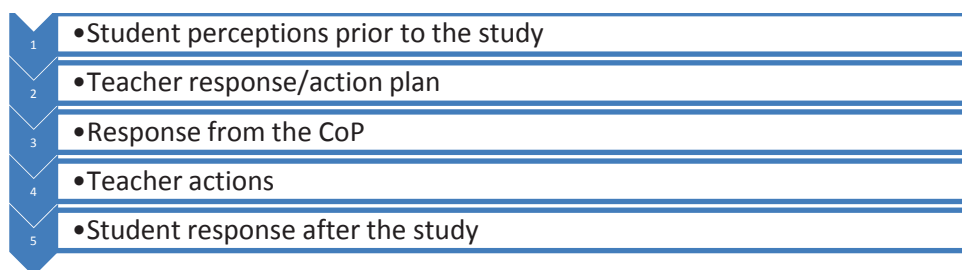 1 •Student perceptions prior to the study
2 •Teacher response/action plan
3 •Response from the CoP
4 •Teacher actions
5 •Student response after the study